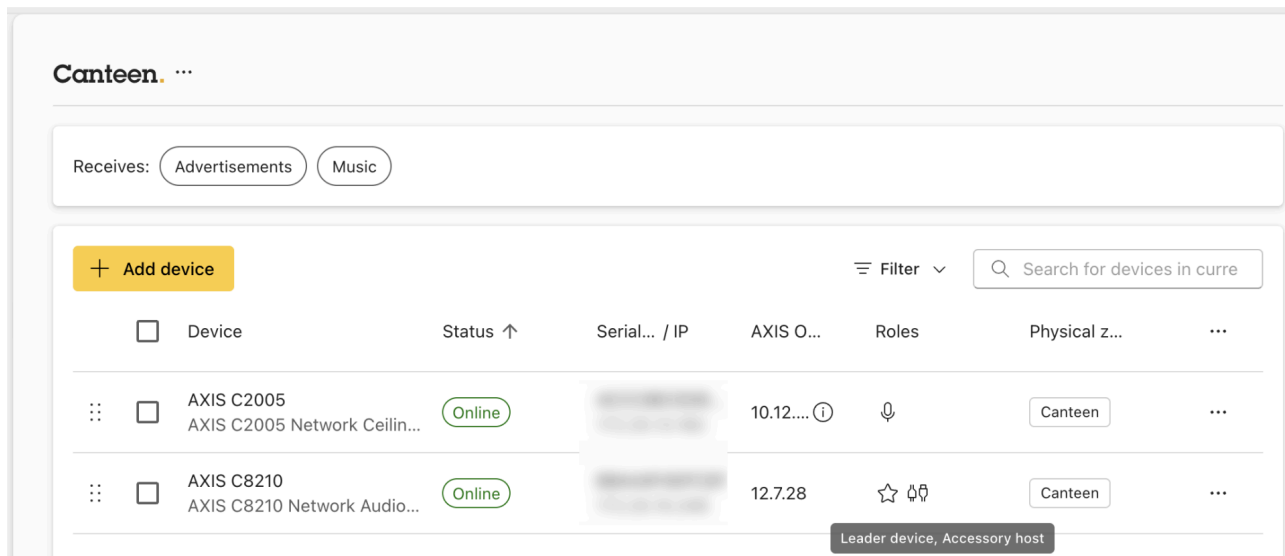 Canteen. ...
Receives: Advertisements Music
+ Add device Filter Search for devices in curre
Device Status ↑ Serial... / IP AXIS O... Roles Physical z... ...
AXIS C2005
AXIS C2005 Network Ceilin...
Online 10.12.... Canteen ...
AXIS C8210
AXIS C8210 Network Audio...
Online 12.7.28 Canteen ...
Leader device, Accessory host